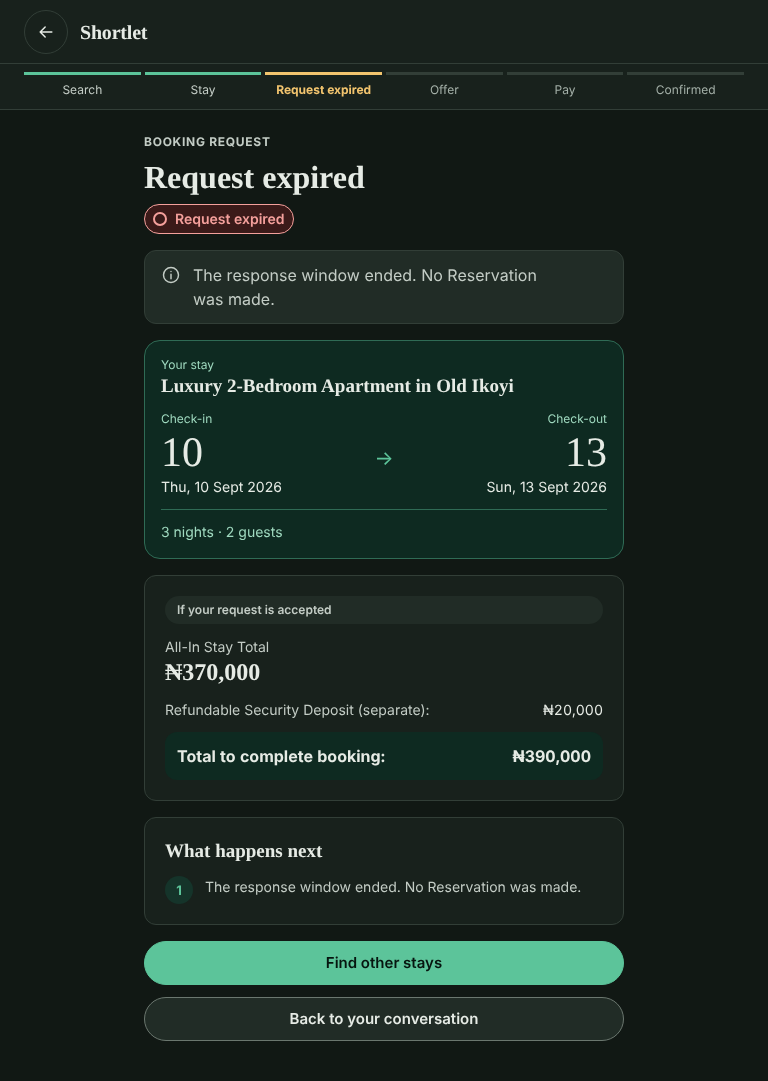 Shortlet
Search
Stay
Request expired
Offer
Pay
Confirmed
BOOKING REQUEST
Request expired
Request expired
The response window ended. No Reservation
was made.
Your stay
Luxury 2-Bedroom Apartment in Old Ikoyi
Check-in
Check-out
10
→
13
Thu, 10 Sept 2026
Sun, 13 Sept 2026
3 nights · 2 guests
If your request is accepted
All-In Stay Total
₦370,000
Refundable Security Deposit (separate):
₦20,000
Total to complete booking:
₦390,000
What happens next
1
The response window ended. No Reservation was made.
Find other stays
Back to your conversation